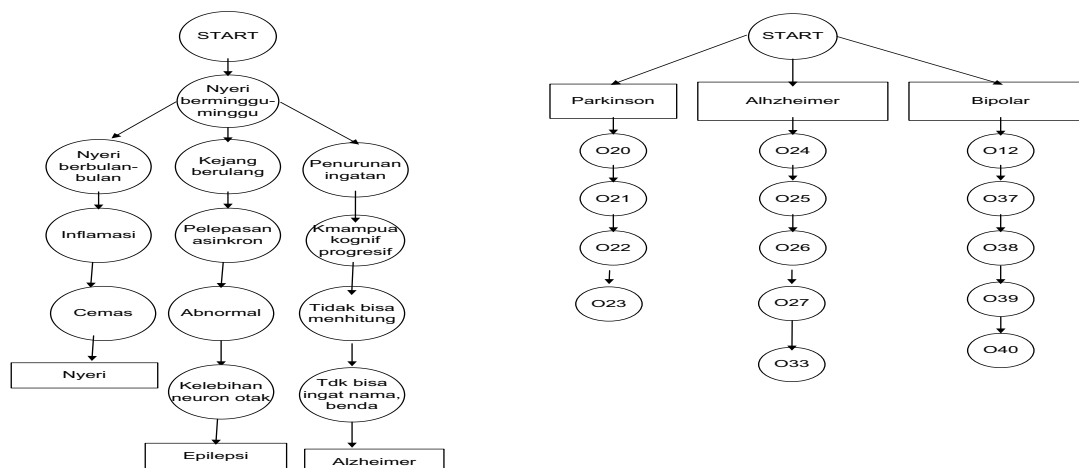 START
Nyeri
berminggu-
minggu
Nyeri
berbulan-
bulan
Inflamasi
Cemas
Nyeri
Kejang
berulang
Pelepasan
asinkron
Abnormal
Kelebihan
neuron otak
Epilepsi
Penurunan
ingatan
Kmampua
kognif
progresif
Tidak bisa
menhitung
Tdk bisa
ingat nama,
benda
Alzheimer
START
Parkinson
O20
O21
O22
O23
Alhzheimer
O24
O25
O26
O27
O33
Bipolar
O12
O37
O38
O39
O40